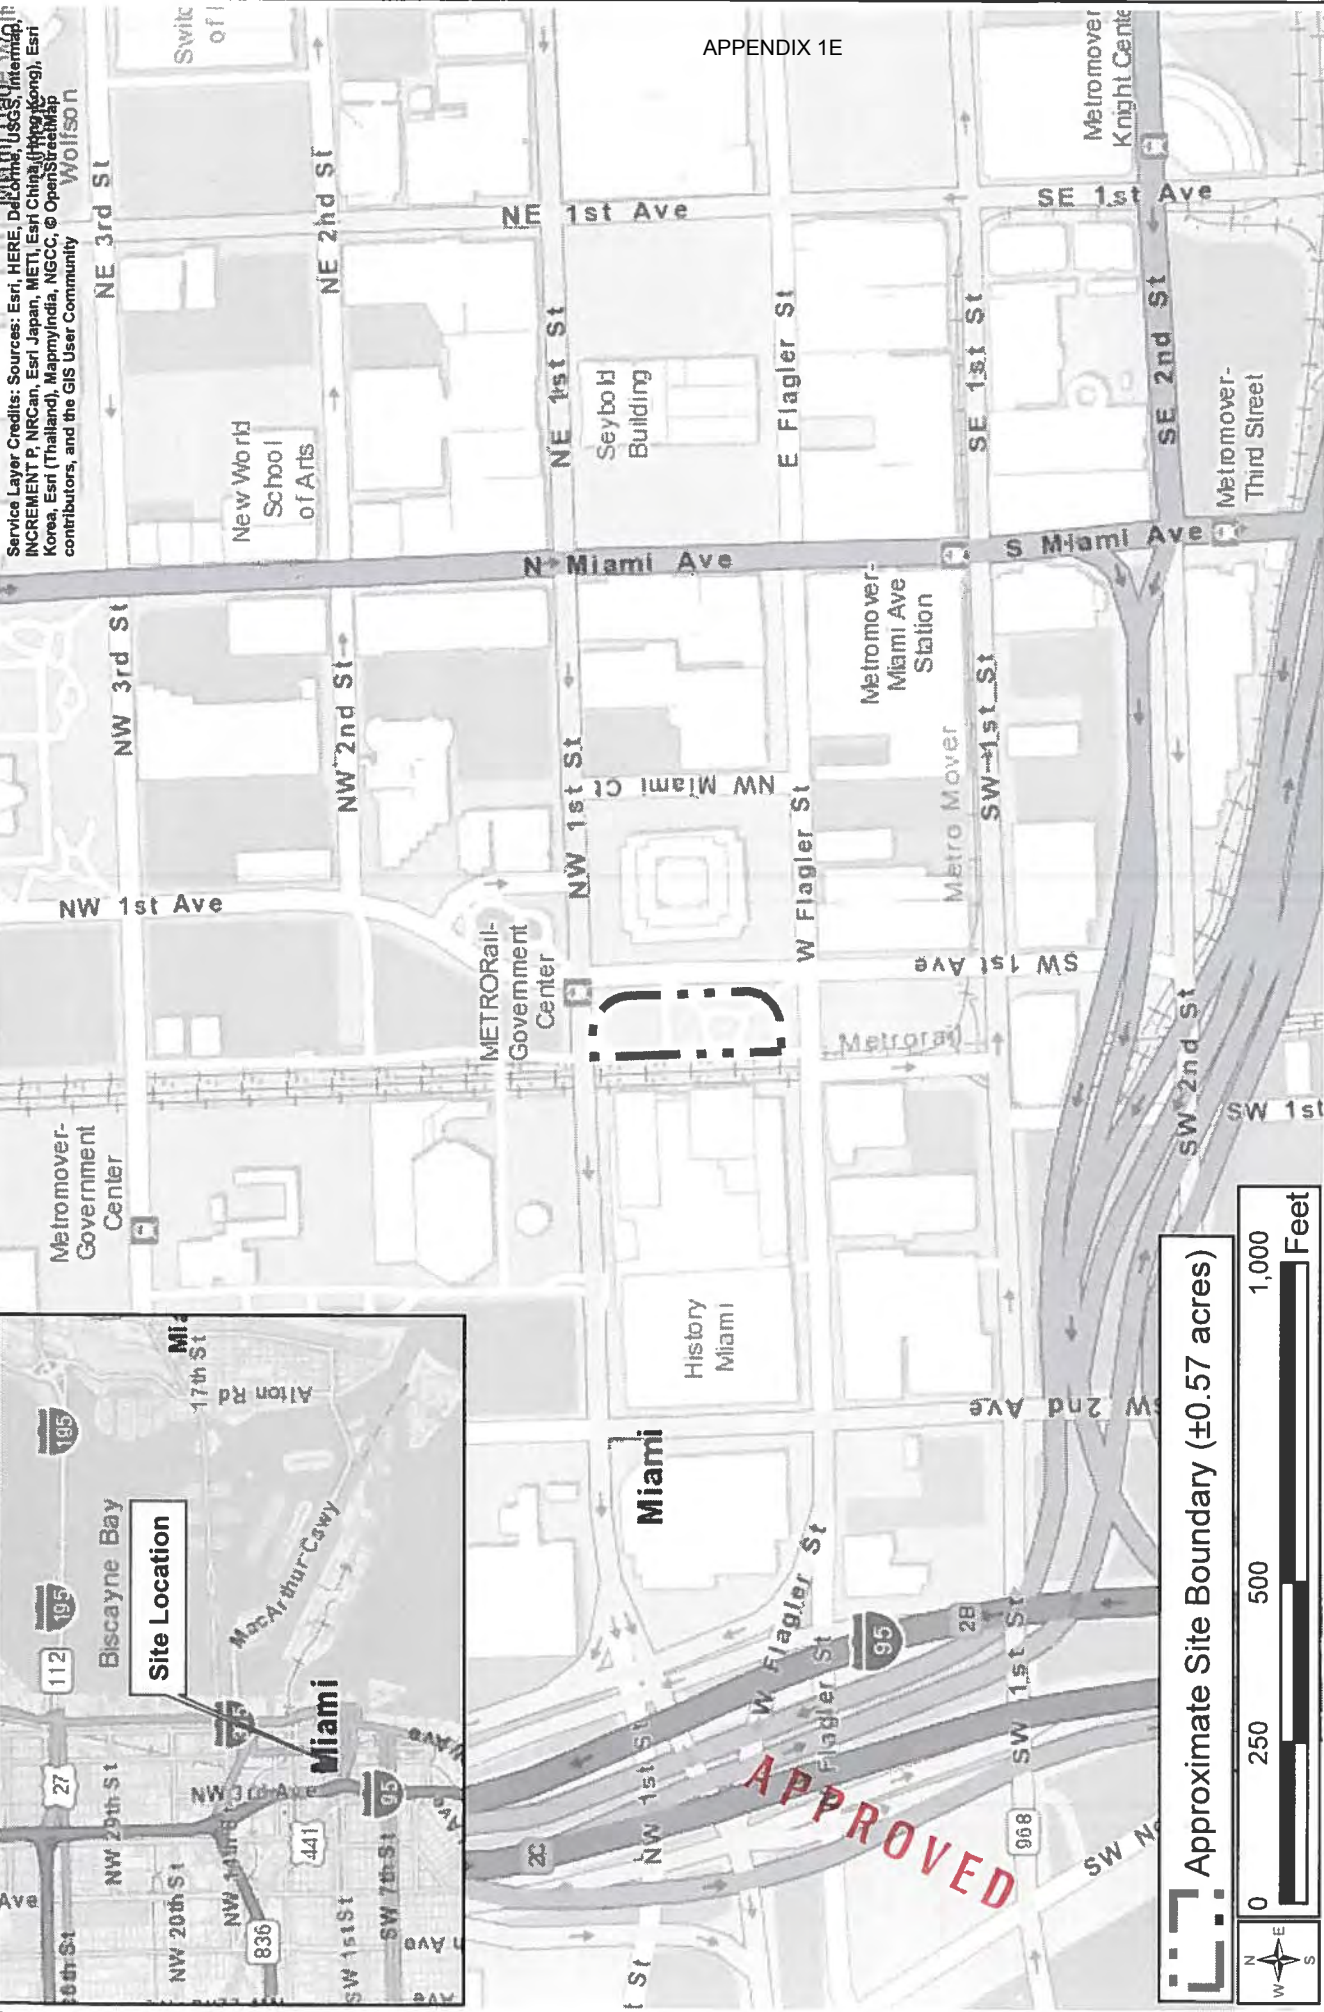 APPENDIX 1E
Service Layer Credits: Sources: Esri, HERE, DeLorme, USGS, Intermap,
INCREMENT P, NRCan, Esri Japan, METI, Esri China (Hong Kong), Esri
Korea, Esri (Thailand), MapmyIndia, NGCC, © OpenStreetMap
contributors, and the GIS User Community
Wolfson
195
195
112
27
Biscayne Bay
Site Location
17th St
Alton Rd
MacArthur Cswy
NW 29th St
NW 20th St
NW 14th St
NW 3rd Ave
Miami
441
836
95
SW 1st St
SW 7th St
Ave
Metromover-
Government
Center
NW 1st Ave
NW 3rd St
NE 3rd St
New World
School
of Arts
NW 2nd St
NE 2nd St
METRORail-
Government
Center
NW 1st St
NW 1st St
NE 1st St
N Miami Ave
NE 1st Ave
NW Miami Ct
Seybold
Building
Miami
History
Miami
W Flagler St
Flagler St
W Flagler St
E Flagler St
Metrorail
SW 1st Ave
Metro Mover
Metromover-
Miami Ave
Station
95
2B
2C
SW 1st St
SW 1st St
SE 1st St
968
SW 2nd Ave
S Miami Ave
SE 1st Ave
Metromover
SW 2nd St
SE 2nd St
Metromover-
Third Street
SW 1st
APPROVED
Approximate Site Boundary (±0.57 acres)
0 250 500 1,000
Feet
N
W E
S